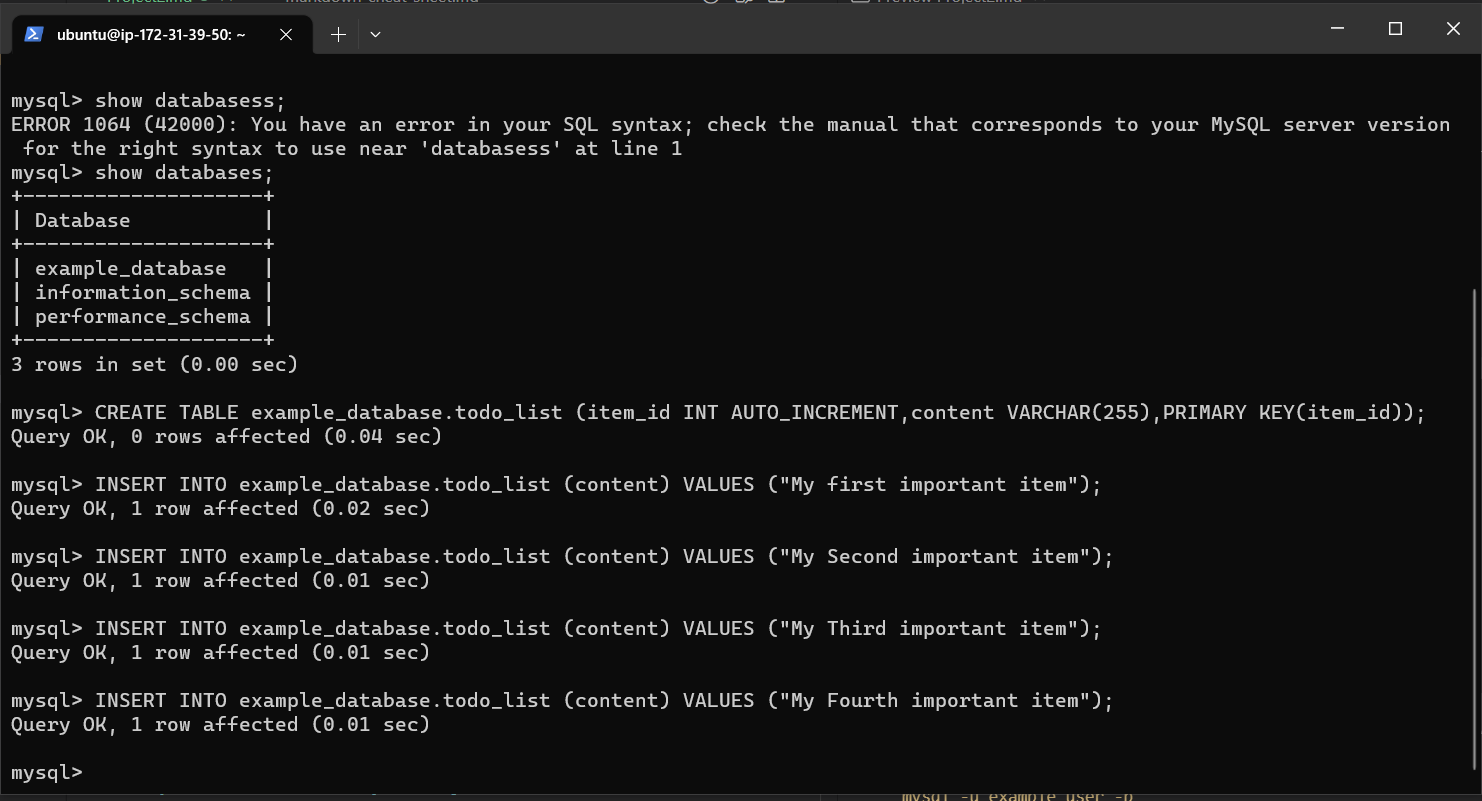 ubuntu@ip-172-31-39-50: ~
mysql> show databasess;
ERROR 1064 (42000): You have an error in your SQL syntax; check the manual that corresponds to your MySQL server version
 for the right syntax to use near 'databasess' at line 1
mysql> show databases;
+--------------------+
| Database           |
+--------------------+
| example_database   |
| information_schema |
| performance_schema |
+--------------------+
3 rows in set (0.00 sec)
mysql> CREATE TABLE example_database.todo_list (item_id INT AUTO_INCREMENT,content VARCHAR(255),PRIMARY KEY(item_id));
Query OK, 0 rows affected (0.04 sec)
mysql> INSERT INTO example_database.todo_list (content) VALUES ("My first important item");
Query OK, 1 row affected (0.02 sec)
mysql> INSERT INTO example_database.todo_list (content) VALUES ("My Second important item");
Query OK, 1 row affected (0.01 sec)
mysql> INSERT INTO example_database.todo_list (content) VALUES ("My Third important item");
Query OK, 1 row affected (0.01 sec)
mysql> INSERT INTO example_database.todo_list (content) VALUES ("My Fourth important item");
Query OK, 1 row affected (0.01 sec)
mysql>
mysql -u example_user -p